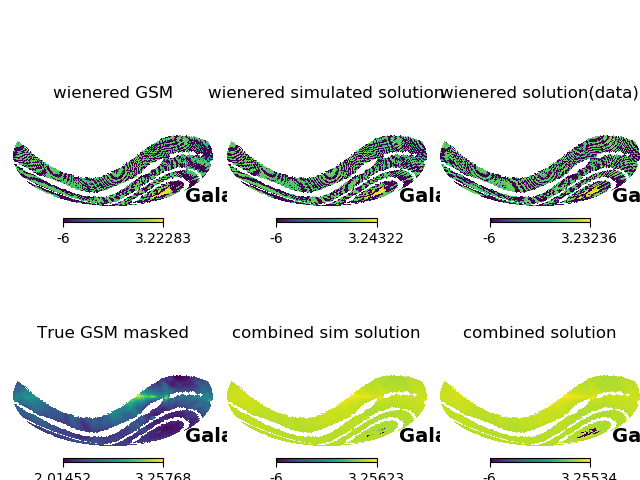 wienered GSM
wienered simulated solution
wienered solution(data)
Gala
Gala
Ga
-6 3.22283
-6 3.24322
-6 3.23236
True GSM masked
combined sim solution
combined solution
Gala
Gala
Ga
2.01452 3.25768
-6 3.25623
-6 3.25534